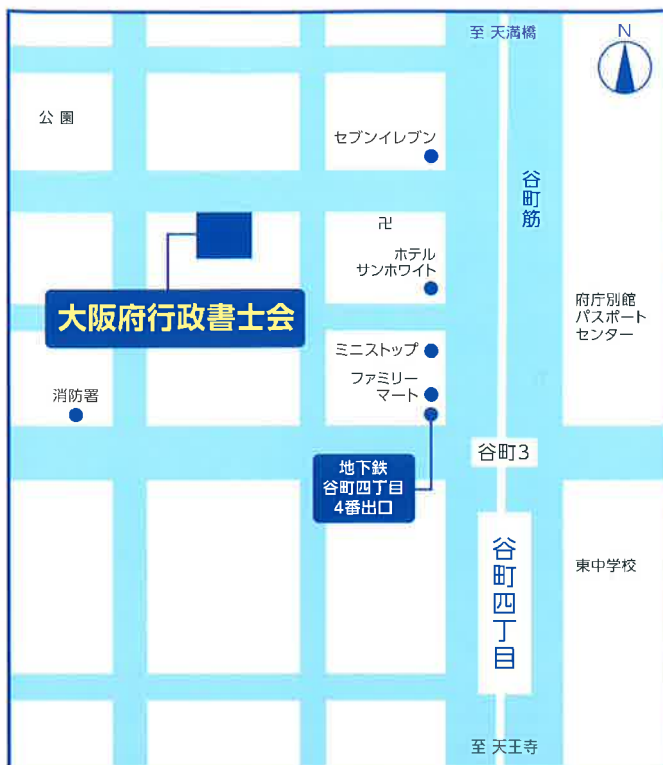 至 天満橋
N
公 園
セブンイレブン
谷町筋
卍
ホテル
サンホワイト
大阪府行政書士会
府庁別館
パスポート
センター
ミニストップ
ファミリー
マート
消防署
谷町3
地下鉄
谷町四丁目
4番出口
谷町四丁目
東中学校
至 天王寺